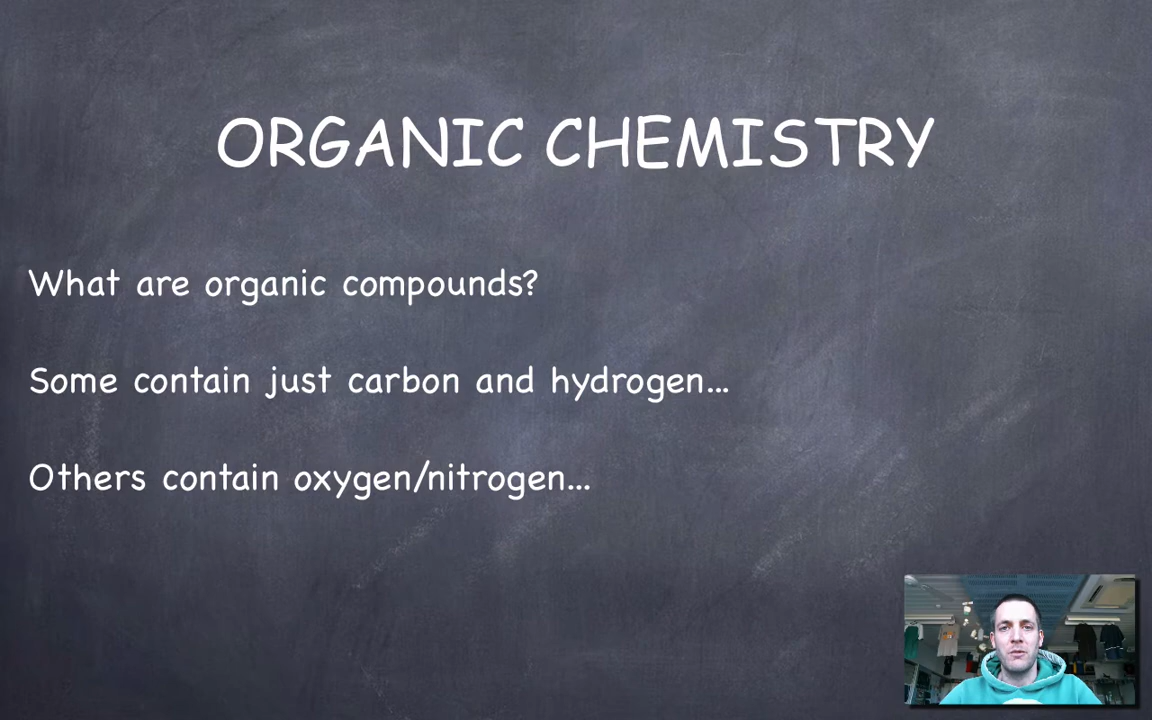 ORGANIC CHEMISTRY
What are organic compounds?
Some contain just carbon and hydrogen...
Others contain oxygen/nitrogen...